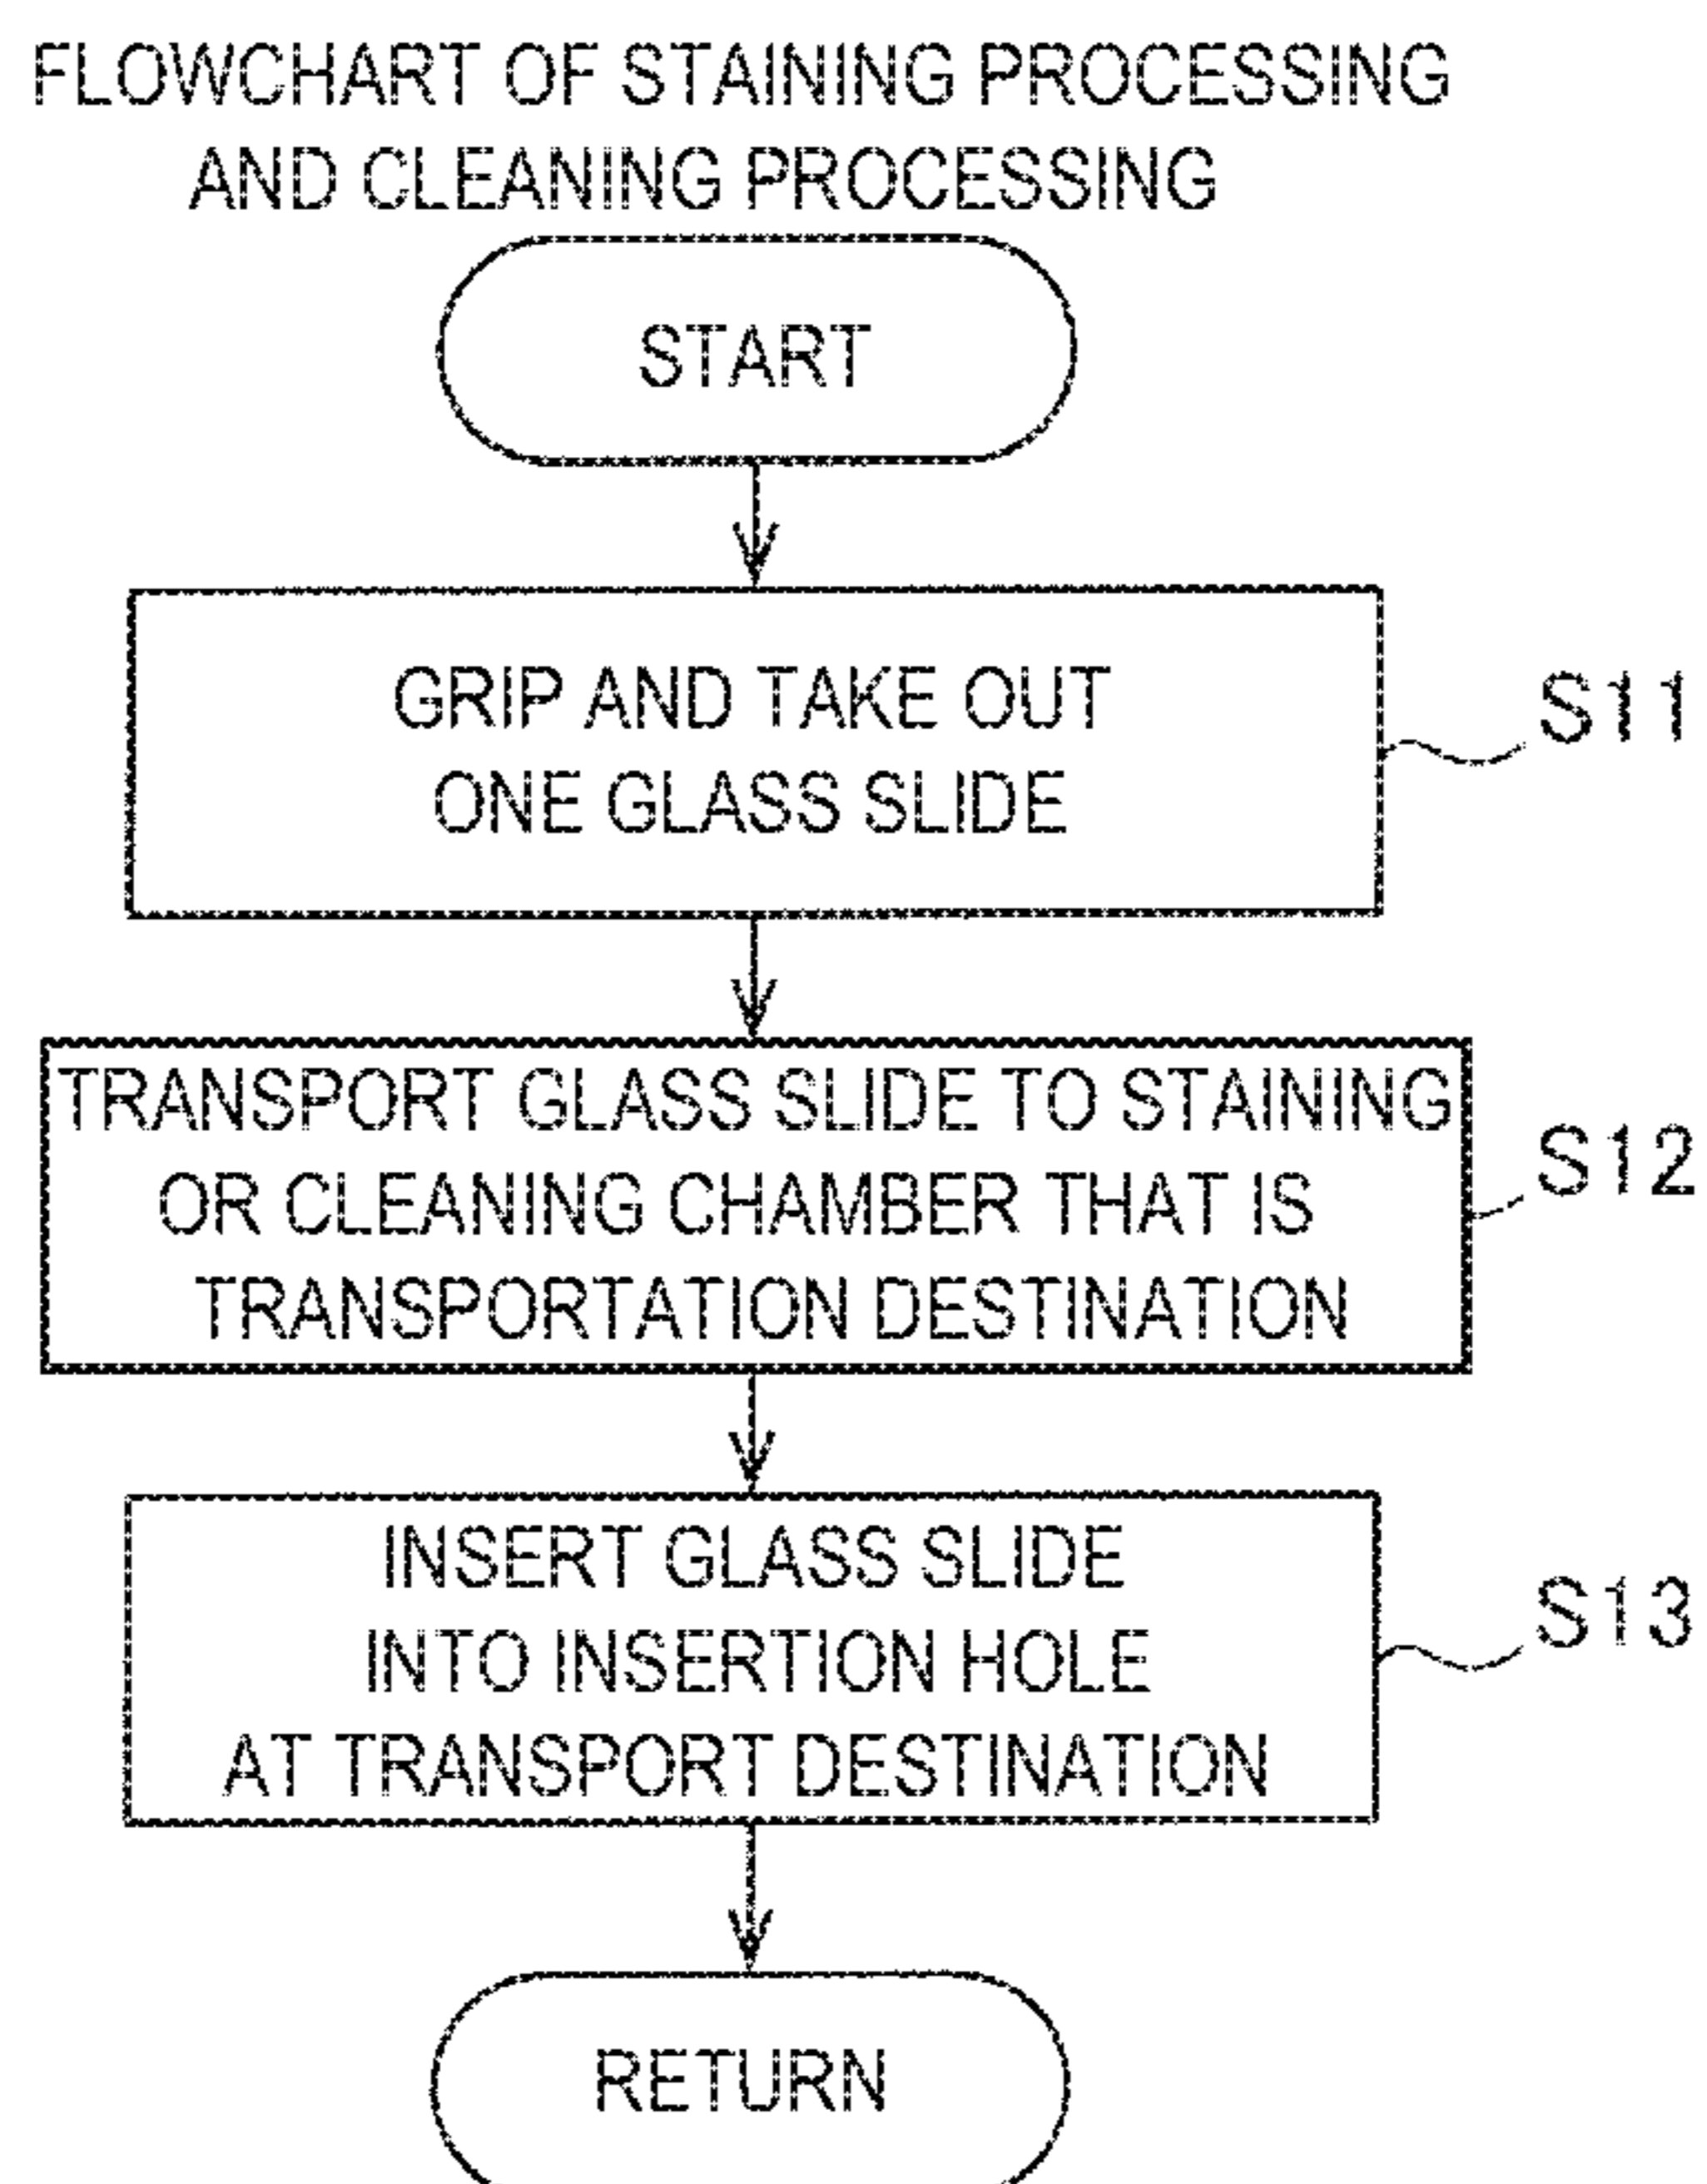 FLOWCHART OF STAINING PROCESSING
AND CLEANING PROCESSING
START
GRIP AND TAKE OUT
ONE GLASS SLIDE
S11
TRANSPORT GLASS SLIDE TO STAINING
OR CLEANING CHAMBER THAT IS
TRANSPORTATION DESTINATION
S12
INSERT GLASS SLIDE
INTO INSERTION HOLE
AT TRANSPORT DESTINATION
S13
RETURN